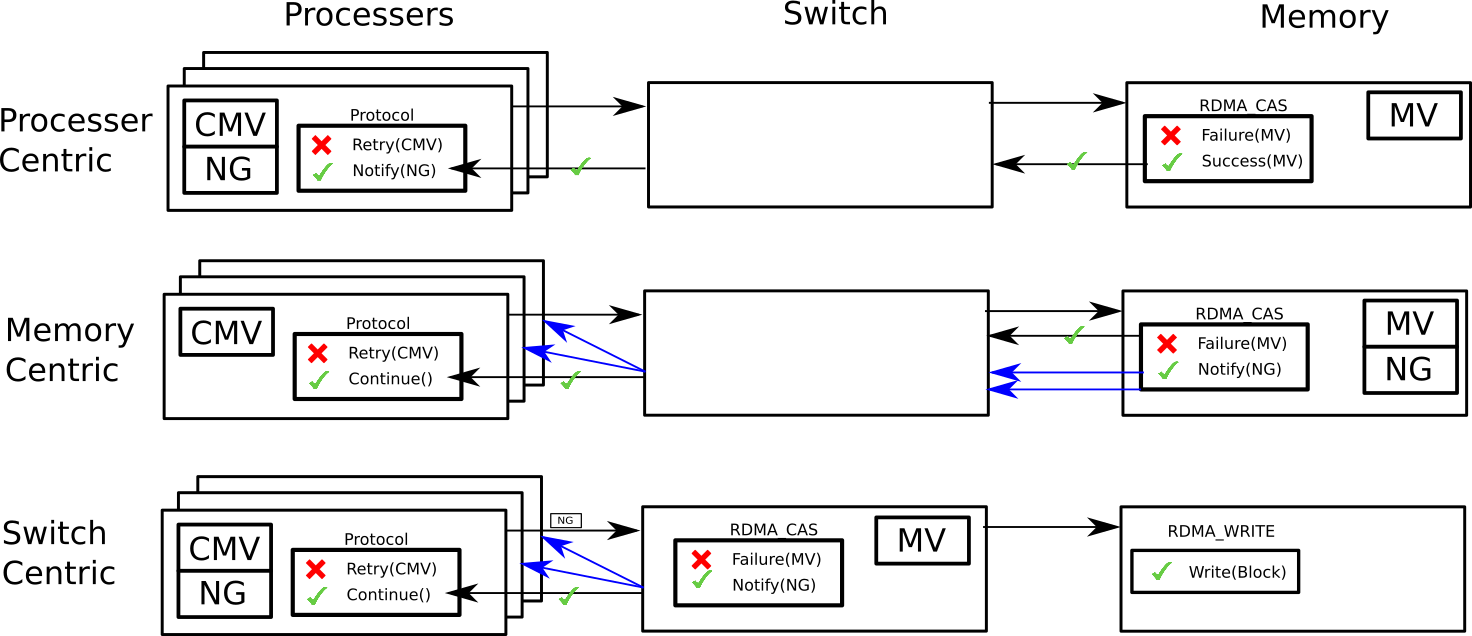 Processers
Switch
Memory
Processer
Centric
CMV
NG
Protocol
Retry(CMV)
Notify(NG)
RDMA_CAS
Failure(MV)
Success(MV)
MV
Memory
Centric
CMV
Protocol
Retry(CMV)
Continue()
RDMA_CAS
Failure(MV)
Notify(NG)
MV
NG
Switch
Centric
CMV
NG
Protocol
Retry(CMV)
Continue()
NG
RDMA_CAS
Failure(MV)
Notify(NG)
MV
RDMA_WRITE
Write(Block)